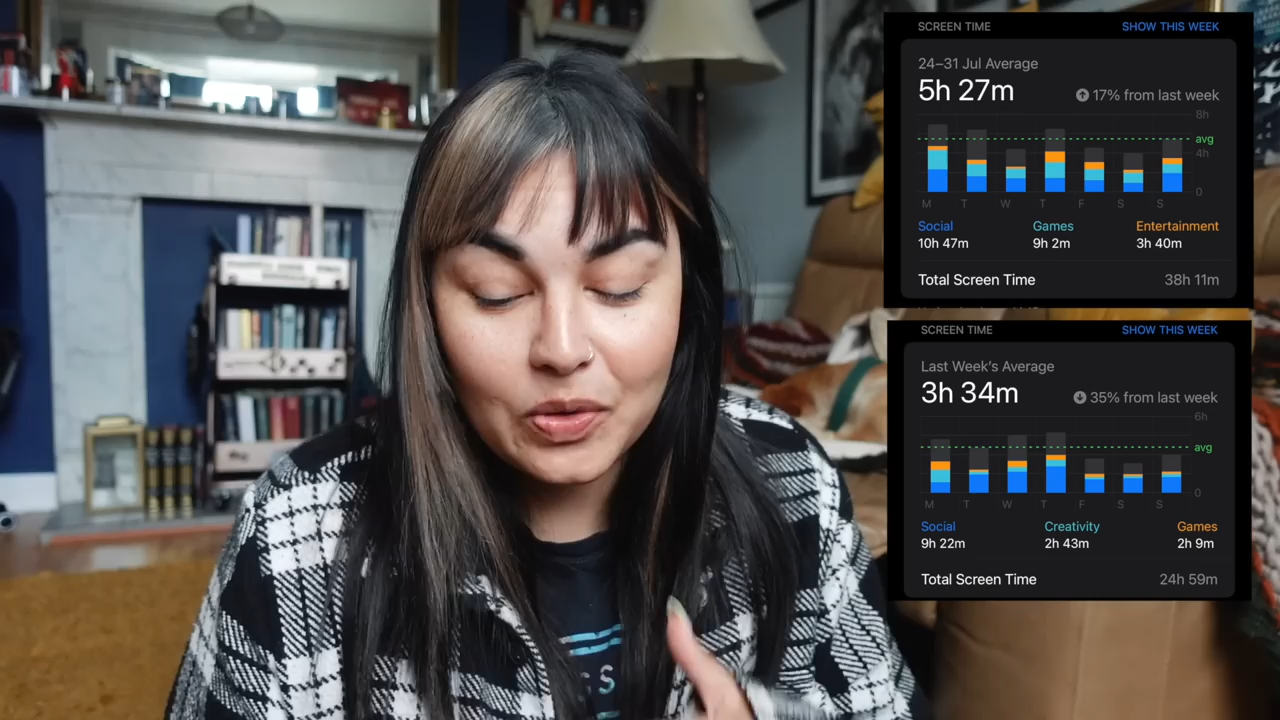 SCREEN TIME SHOW THIS WEEK
24–31 Jul Average
5h 27m 17% from last week
8h
avg
4h
0
M T W T F S S
Social Games Entertainment
10h 47m 9h 2m 3h 40m
Total Screen Time 38h 11m
SCREEN TIME SHOW THIS WEEK
Last Week's Average
3h 34m 35% from last week
6h
avg
0
M T W T F S S
Social Creativity Games
9h 22m 2h 43m 2h 9m
Total Screen Time 24h 59m